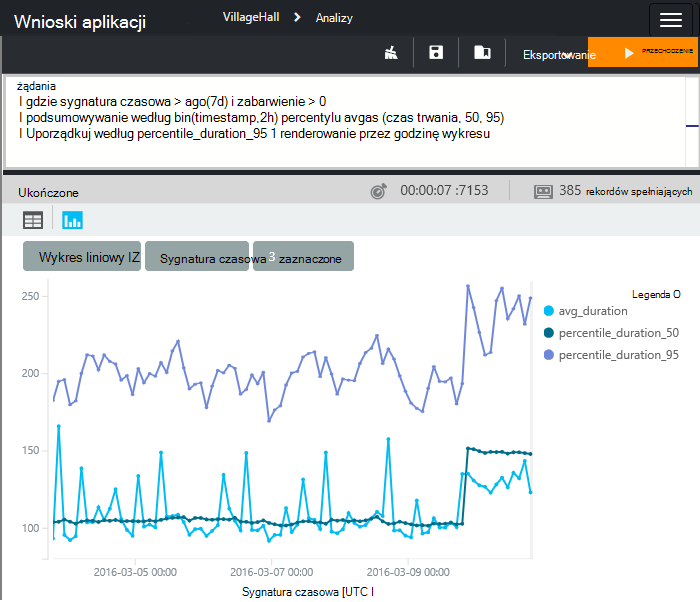 Wnioski aplikacji
VillageHall > Analizy
Eksportowanie
PRZECHODZENIE
żądania
I gdzie sygnatura czasowa > ago(7d) i zabarwienie > 0
I podsumowywanie według bin(timestamp,2h) percentylu avgas (czas trwania, 50, 95)
I Uporządkuj według percentile_duration_95 1 renderowanie przez godzinę wykresu
Ukończone
00:00:07 :7153
385 rekordów spełniających
Wykres liniowy IZ
Sygnatura czasowa 3 zaznaczone
Legenda O
avg_duration
percentile_duration_50
percentile_duration_95
250
200
150
100
2016-03-05 00:00
2016-03-07 00:00
2016-03-09 00:00
Sygnatura czasowa [UTC I